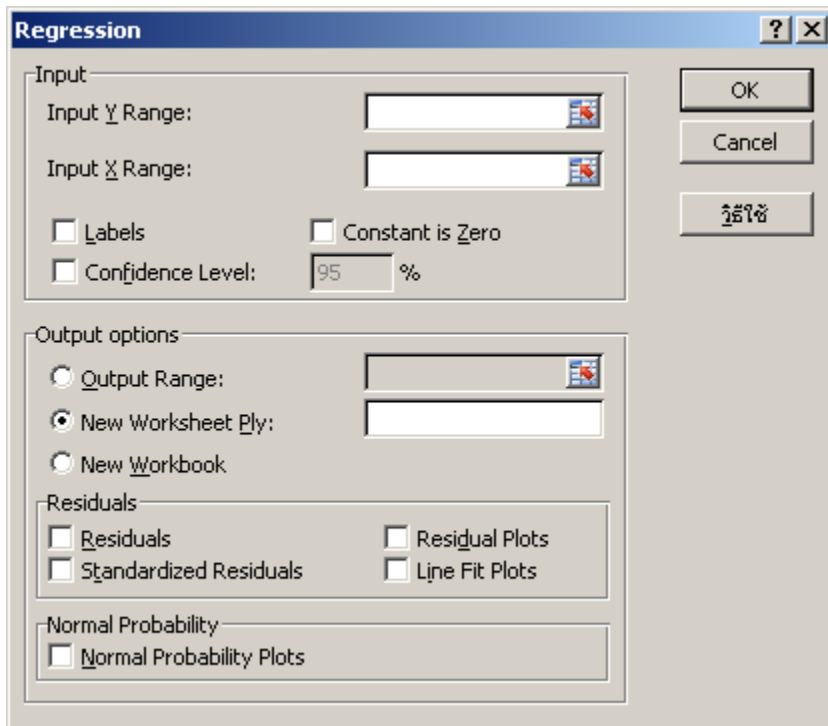 Regression
Input
OK
Input Y Range:
Cancel
Input X Range:
วิธีใช้
Labels
Constant is Zero
Confidence Level:
95 %
Output options
Output Range:
New Worksheet Ply:
New Workbook
Residuals
Residuals
Residual Plots
Standardized Residuals
Line Fit Plots
Normal Probability
Normal Probability Plots